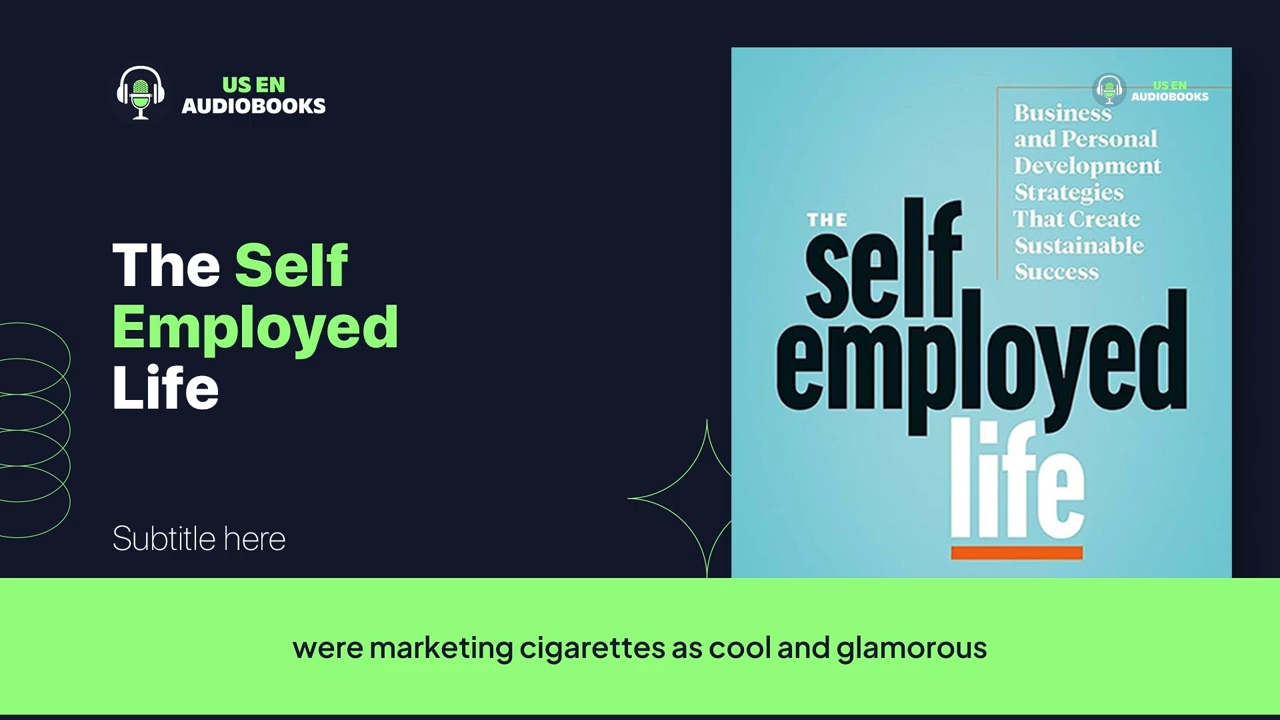 US EN
AUDIOBOOKS
The Self
Employed
Life
Subtitle here
US EN
AUDIOBOOKS
Business
and Personal
Development
Strategies
That Create
Sustainable
Success
THE
self
employed
life
were marketing cigarettes as cool and glamorous